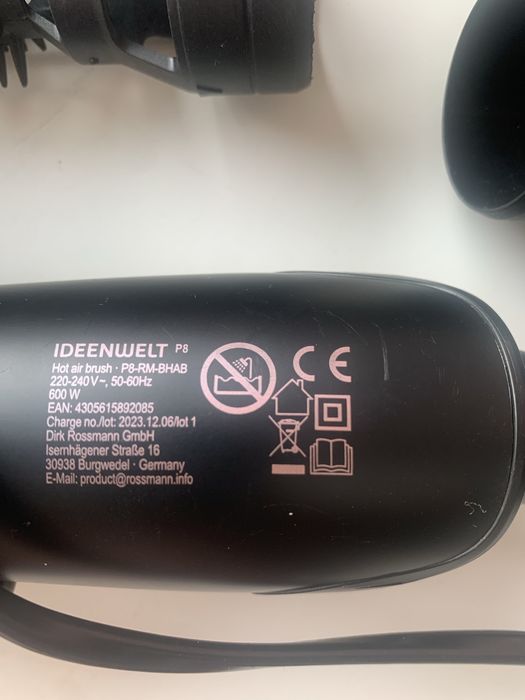 IDEENWELT P8
Hot air brush · P8-RM-BHAB
220-240 V~, 50-60Hz
600 W
EAN: 4305615892085
Charge no./lot: 2023.12.06/lot 1
Dirk Rossmann GmbH
Isernhägener Straße 16
30938 Burgwedel · Germany
E-Mail: product@rossmann.info
CE